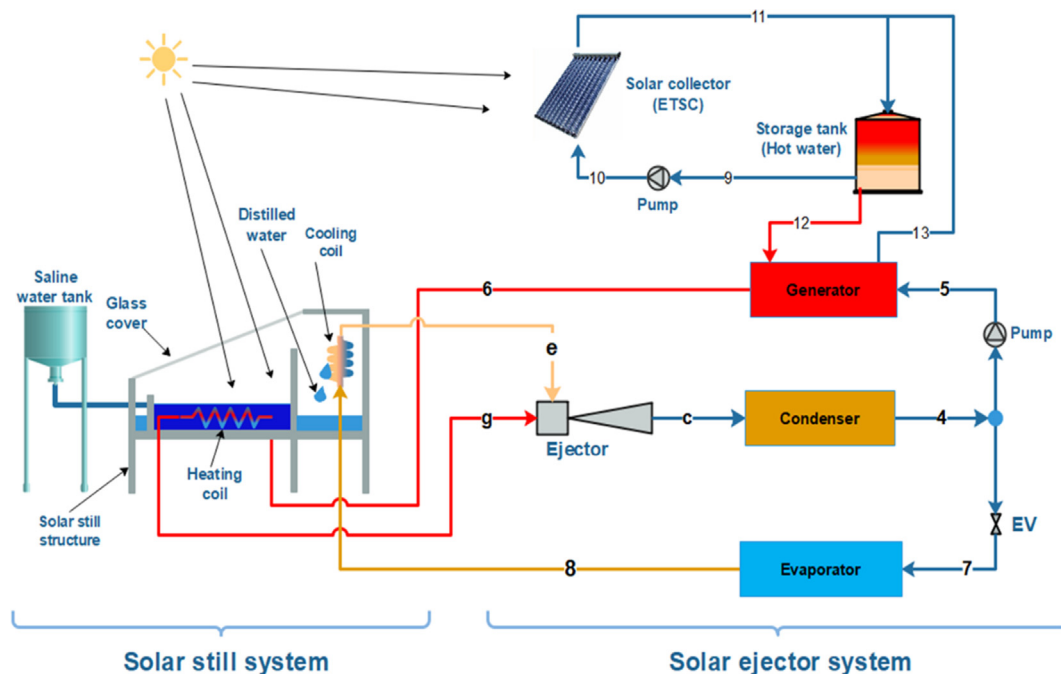 11
Solar collector
(ETSC)
Storage tank
(Hot water)
10
9
Pump
12
13
Distilled
water
Cooling
coil
Saline
water tank
Glass
cover
6
Generator
5
Pump
e
g
Ejector
c
Condenser
4
Heating
coil
Solar still
structure
EV
8
Evaporator
7
Solar still system
Solar ejector system